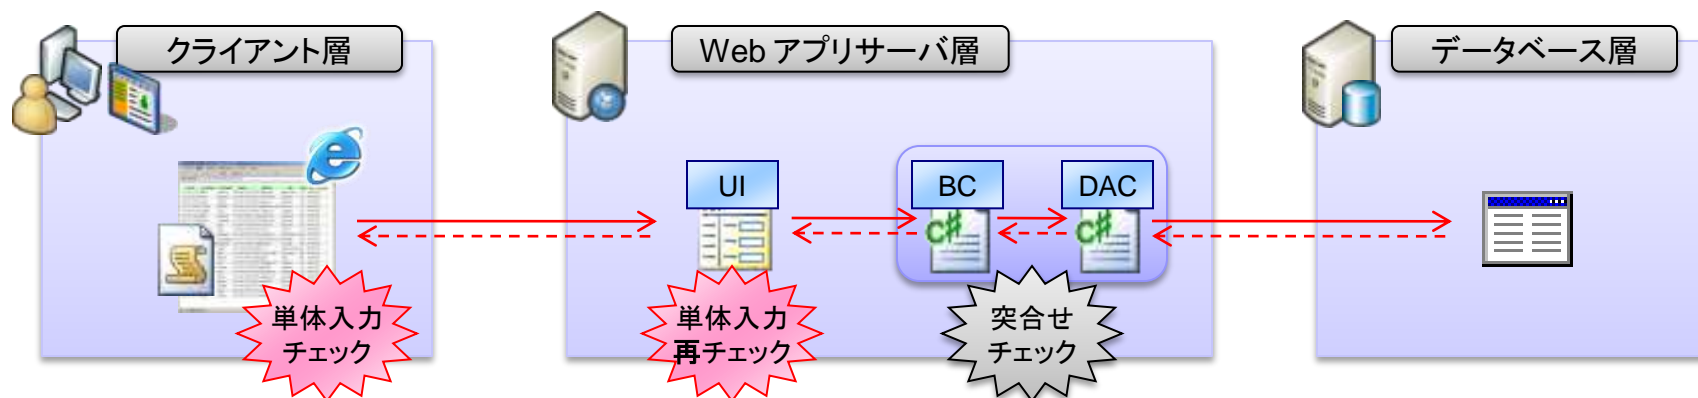 クライアント層
Web アプリサーバ層
データベース層
UI
BC
DAC
C#
C#
単体入力
チェック
単体入力
再チェック
突合せ
チェック